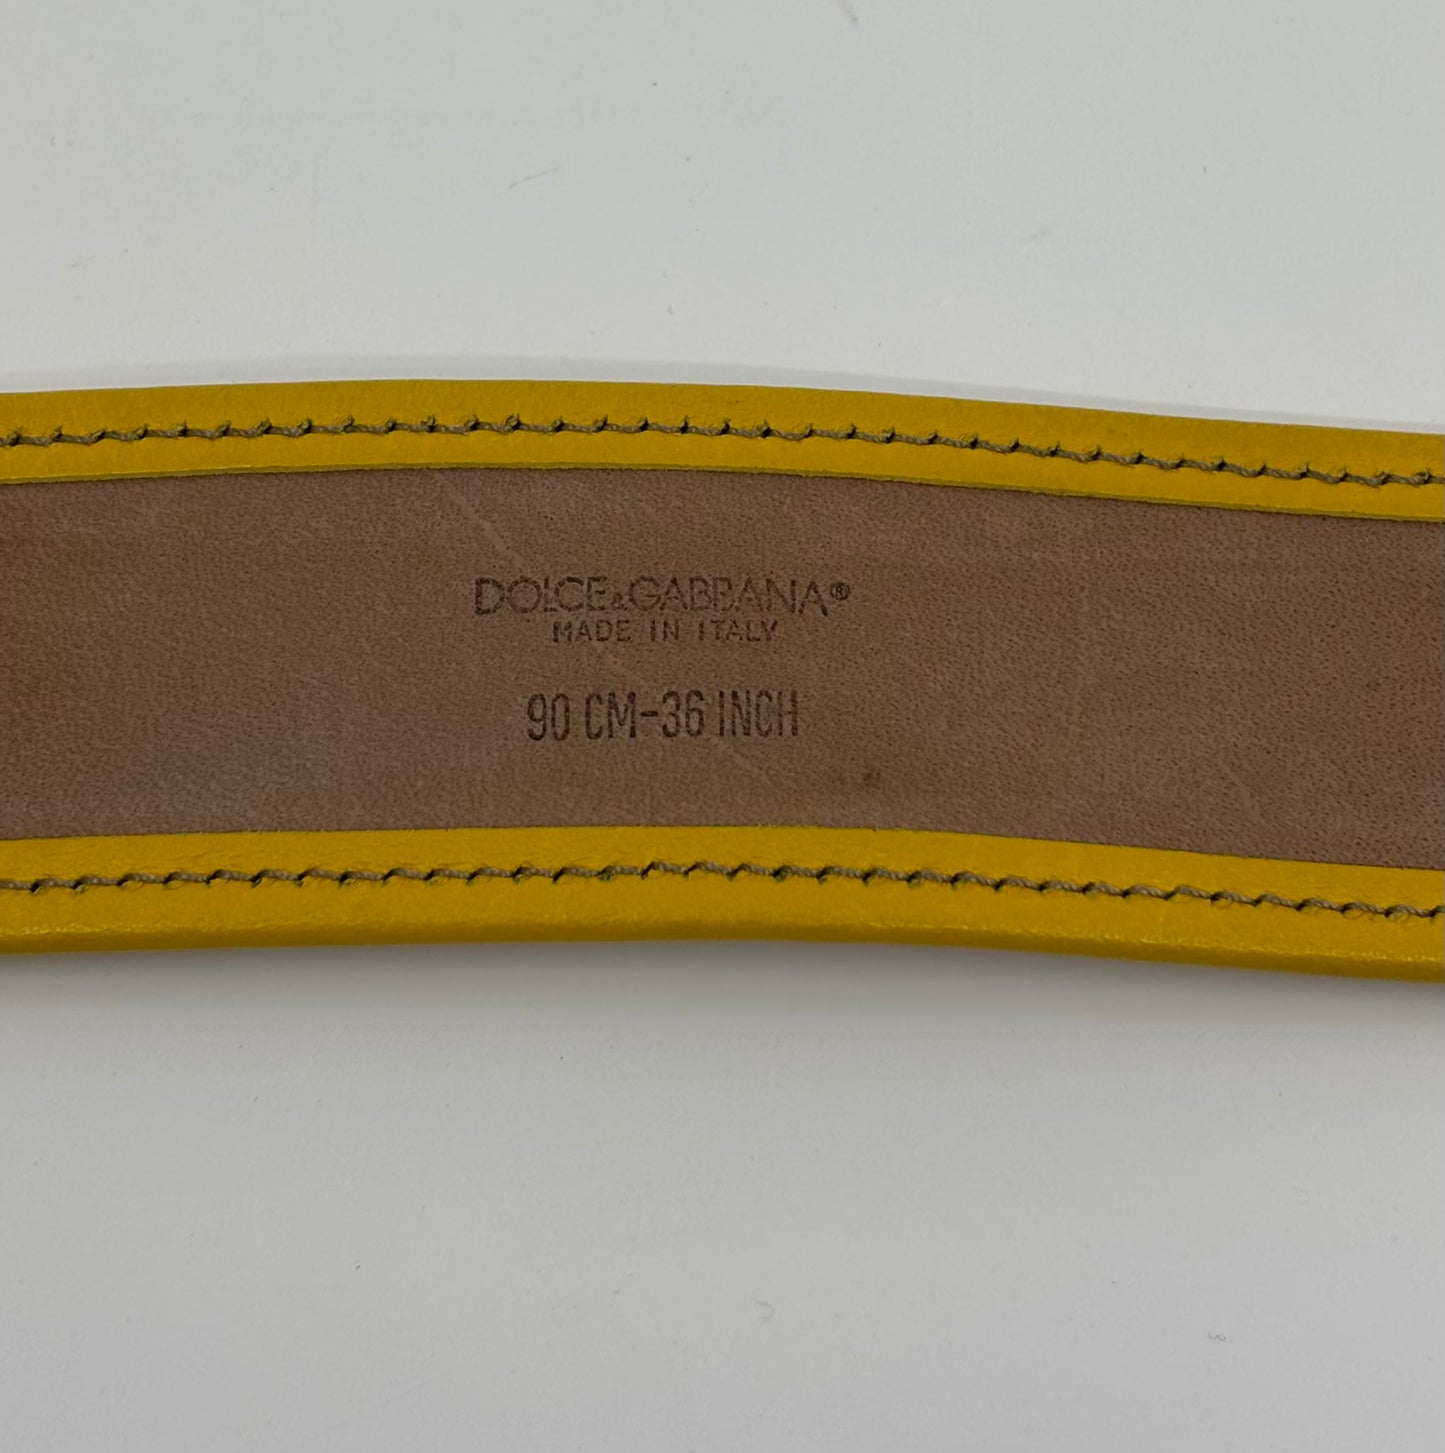 DOLCE&GABBANA®
MADE IN ITALY
90 CM-36 INCH